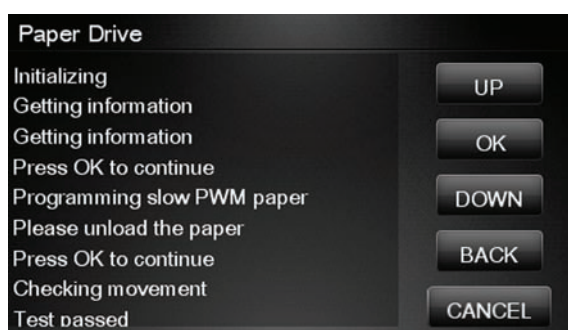 Paper Drive
Initializing
Getting information
Getting information
Press OK to continue
Programming slow PWM paper
Please unload the paper
Press OK to continue
Checking movement
Test passed
UP
OK
DOWN
BACK
CANCEL